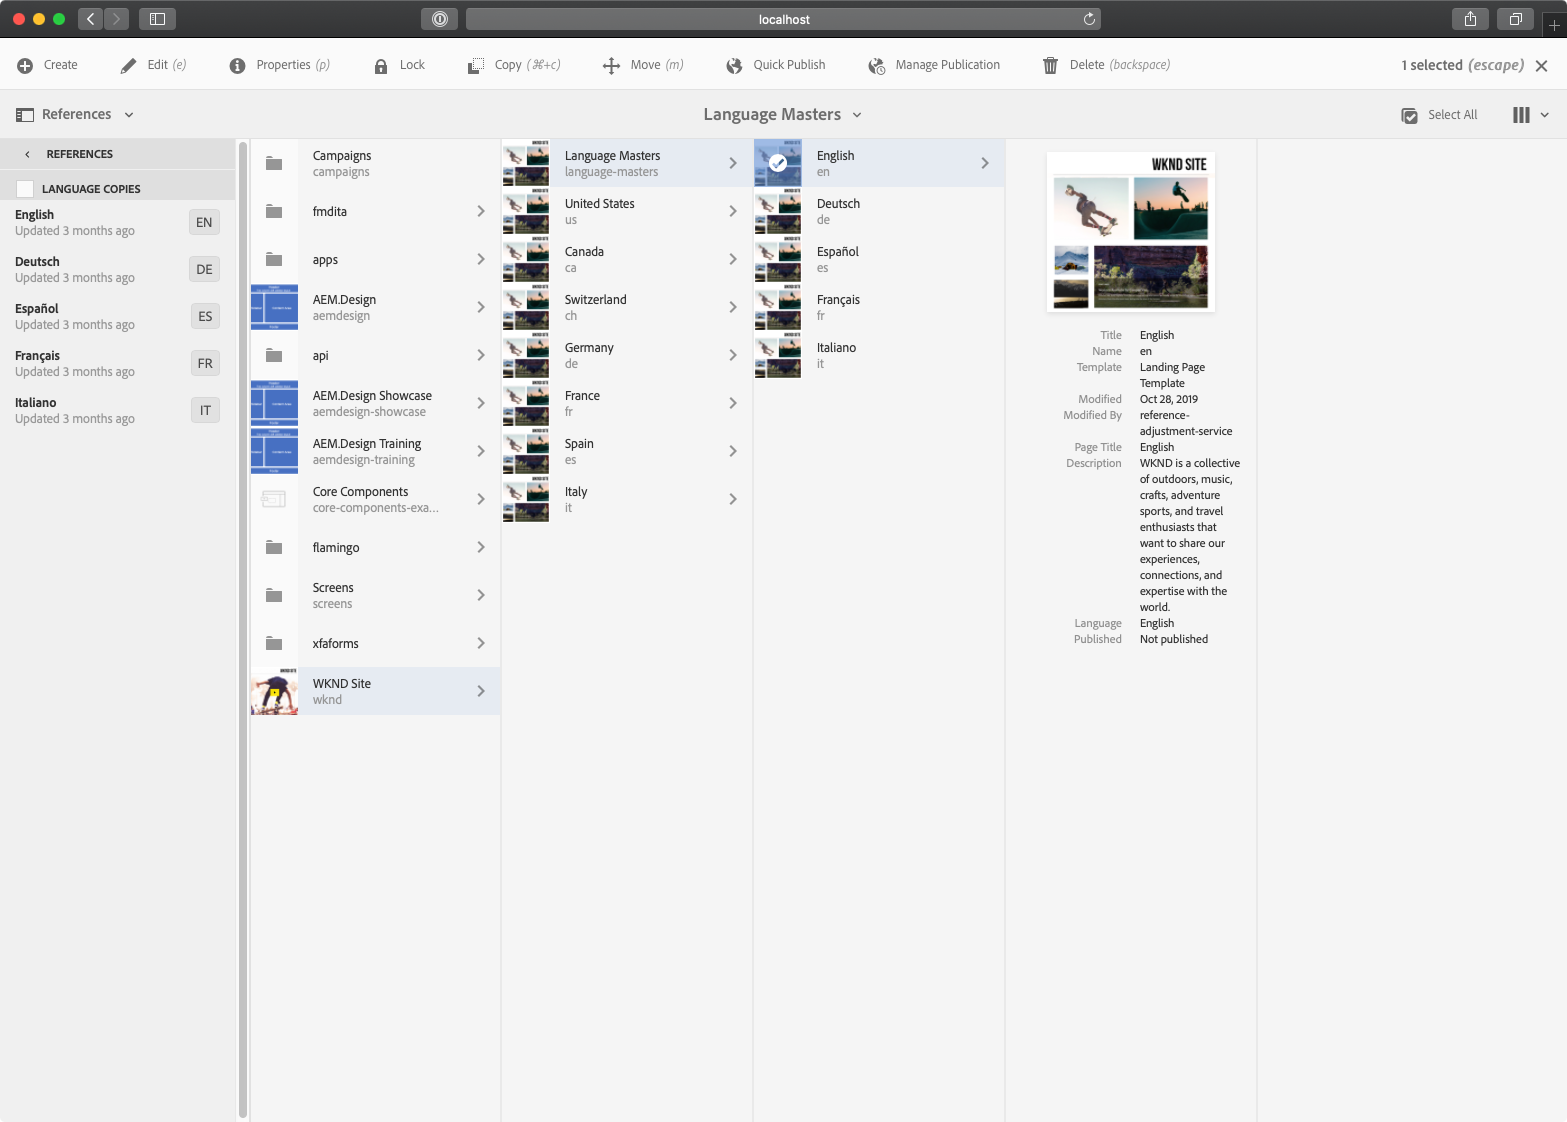 localhost
Create
Edit (e)
Properties (p)
Lock
Copy (⌘+c)
Move (m)
Quick Publish
Manage Publication
Delete (backspace)
1 selected (escape)
References
Language Masters
Select All
REFERENCES
LANGUAGE COPIES
English
Updated 3 months ago
EN
Deutsch
Updated 3 months ago
DE
Español
Updated 3 months ago
ES
Français
Updated 3 months ago
FR
Italiano
Updated 3 months ago
IT
Campaigns
campaigns
fmdita
apps
AEM.Design
aemdesign
api
AEM.Design Showcase
aemdesign-showcase
AEM.Design Training
aemdesign-training
Core Components
core-components-exa...
flamingo
Screens
screens
xfaforms
WKND Site
wknd
Language Masters
language-masters
United States
us
Canada
ca
Switzerland
ch
Germany
de
France
fr
Spain
es
Italy
it
English
en
Deutsch
de
Español
es
Français
fr
Italiano
it
WKND SITE
Title English
Name en
Template Landing Page
Template
Modified Oct 28, 2019
Modified By reference-
adjustment-service
Page Title English
Description WKND is a collective
of outdoors, music,
crafts, adventure
sports, and travel
enthusiasts that
want to share our
experiences,
connections, and
expertise with the
world.
Language English
Published Not published